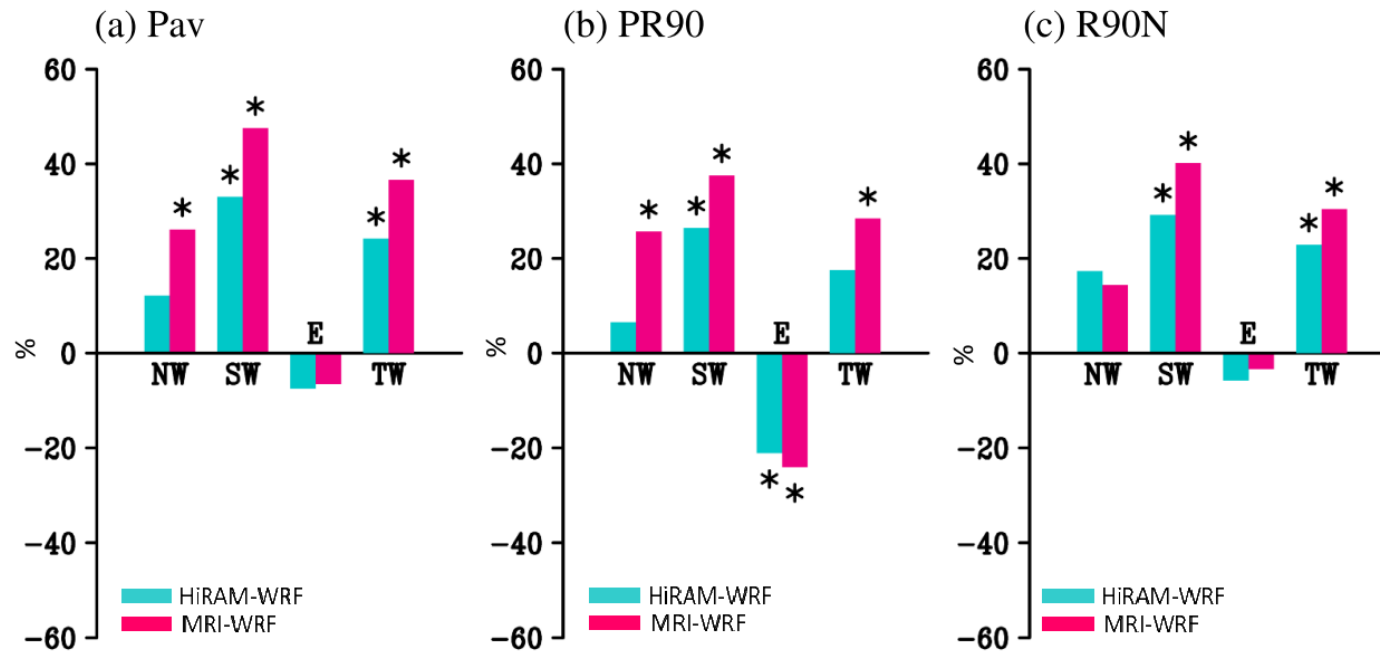 (a) Pav
60
*
*
40
*
*
*
20
E
%
0
NW
SW
TW
-20
-40
HiRAM-WRF
MRI-WRF
-60
(b) PR90
60
*
40
*
*
*
20
E
%
0
NW
SW
TW
-20
*
*
-40
HiRAM-WRF
MRI-WRF
-60
(c) R90N
60
*
40
*
*
*
20
E
%
0
NW
SW
TW
-20
-40
HiRAM-WRF
MRI-WRF
-60